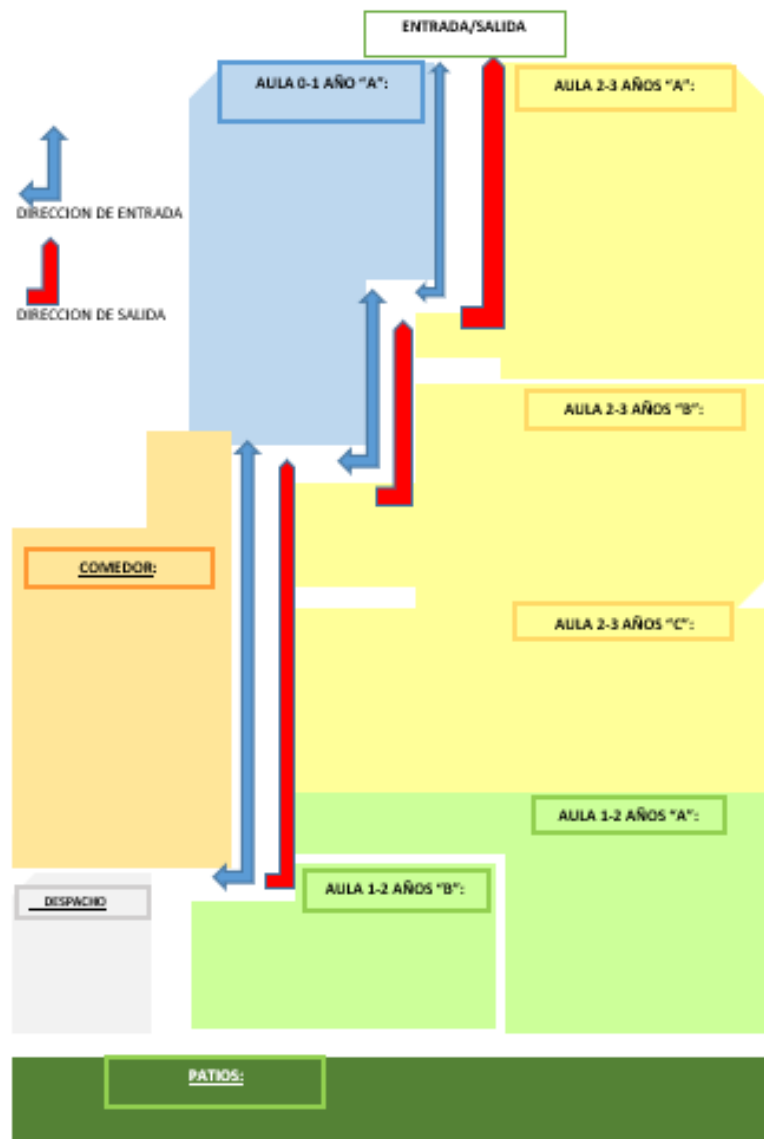 ENTRADA/SALIDA
AULA 0-1 AÑO "A":
AULA 2-3 AÑOS "A":
DIRECCION DE ENTRADA
DIRECCION DE SALIDA
AULA 2-3 AÑOS "B":
COMEDOR:
AULA 2-3 AÑOS "C":
AULA 1-2 AÑOS "A":
DESPACHO
AULA 1-2 AÑOS "B":
PATIOS: